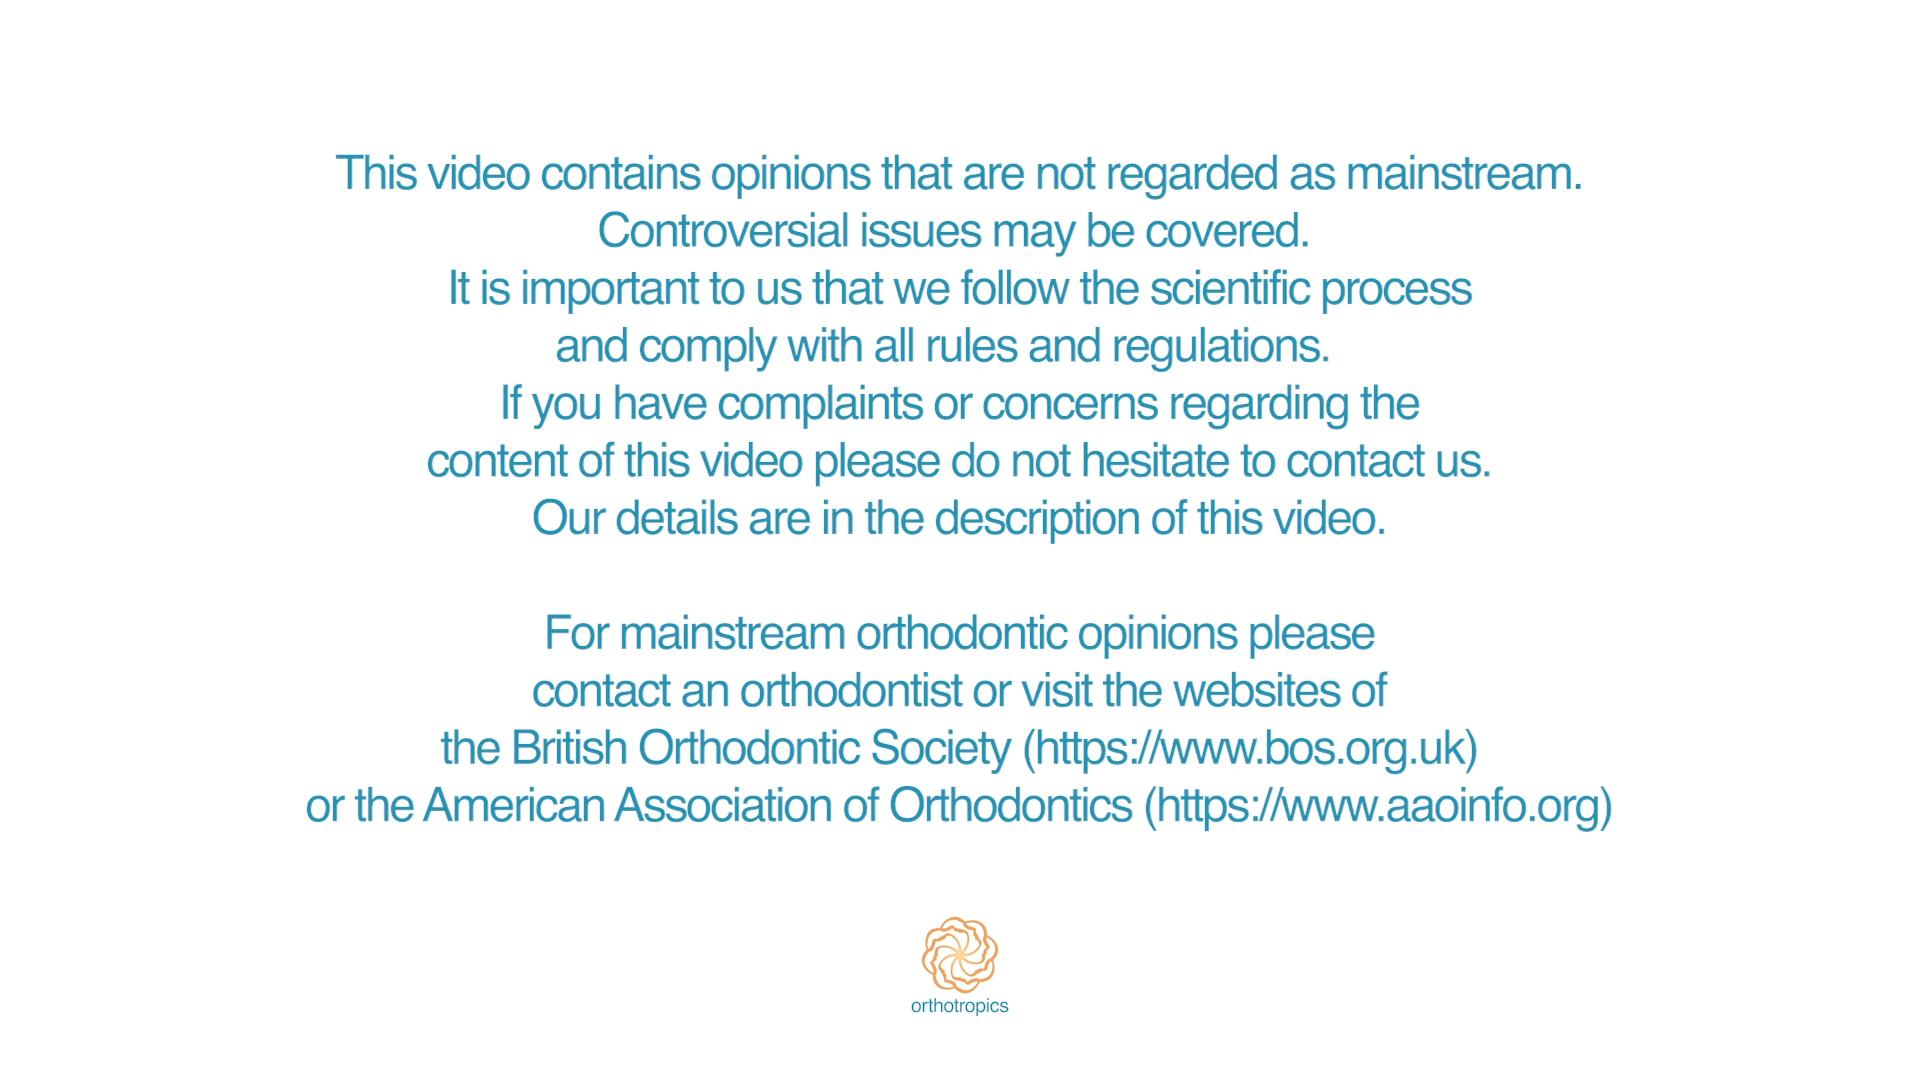 This video contains opinions that are not regarded as mainstream.
Controversial issues may be covered.
It is important to us that we follow the scientific process
and comply with all rules and regulations.
If you have complaints or concerns regarding the
content of this video please do not hesitate to contact us.
Our details are in the description of this video.
For mainstream orthodontic opinions please
contact an orthodontist or visit the websites of
the British Orthodontic Society (https://www.bos.org.uk)
or the American Association of Orthodontics (https://www.aaoinfo.org)
orthotropics